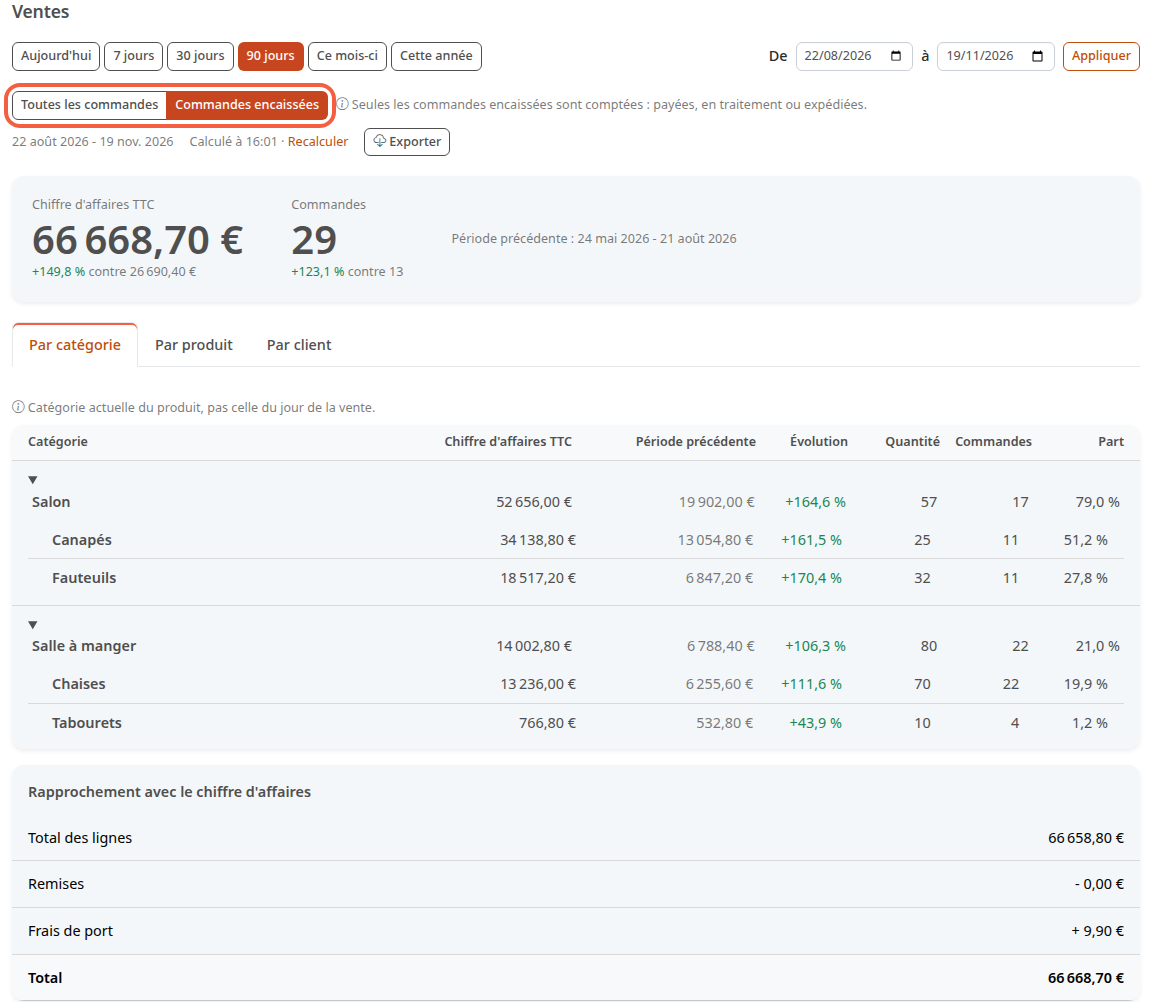 Ventes
Aujourd'hui 7 jours 30 jours 90 jours Ce mois-ci Cette année De 22/08/2026 à 19/11/2026 Appliquer
Toutes les commandes Commandes encaissées Seules les commandes encaissées sont comptées : payées, en traitement ou expédiées.
22 août 2026 - 19 nov. 2026 Calculé à 16:01 · Recalculer Exporter
Chiffre d'affaires TTC Commandes
66 668,70 € 29 Période précédente : 24 mai 2026 - 21 août 2026
+149,8 % contre 26 690,40 € +123,1 % contre 13
Par catégorie Par produit Par client
Catégorie actuelle du produit, pas celle du jour de la vente.
Catégorie Chiffre d'affaires TTC Période précédente Évolution Quantité Commandes Part
▼
Salon 52 656,00 € 19 902,00 € +164,6 % 57 17 79,0 %
Canapés 34 138,80 € 13 054,80 € +161,5 % 25 11 51,2 %
Fauteuils 18 517,20 € 6 847,20 € +170,4 % 32 11 27,8 %
▼
Salle à manger 14 002,80 € 6 788,40 € +106,3 % 80 22 21,0 %
Chaises 13 236,00 € 6 255,60 € +111,6 % 70 22 19,9 %
Tabourets 766,80 € 532,80 € +43,9 % 10 4 1,2 %
Rapprochement avec le chiffre d'affaires
Total des lignes 66 658,80 €
Remises - 0,00 €
Frais de port + 9,90 €
Total 66 668,70 €